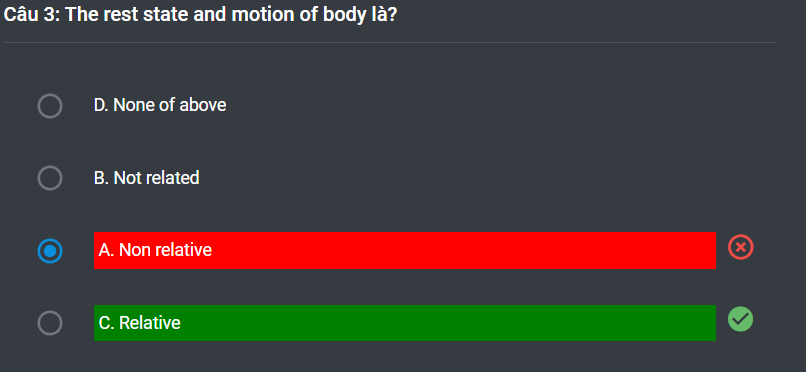 Câu 3: The rest state and motion of body là?
D. None of above
B. Not related
A. Non relative
C. Relative